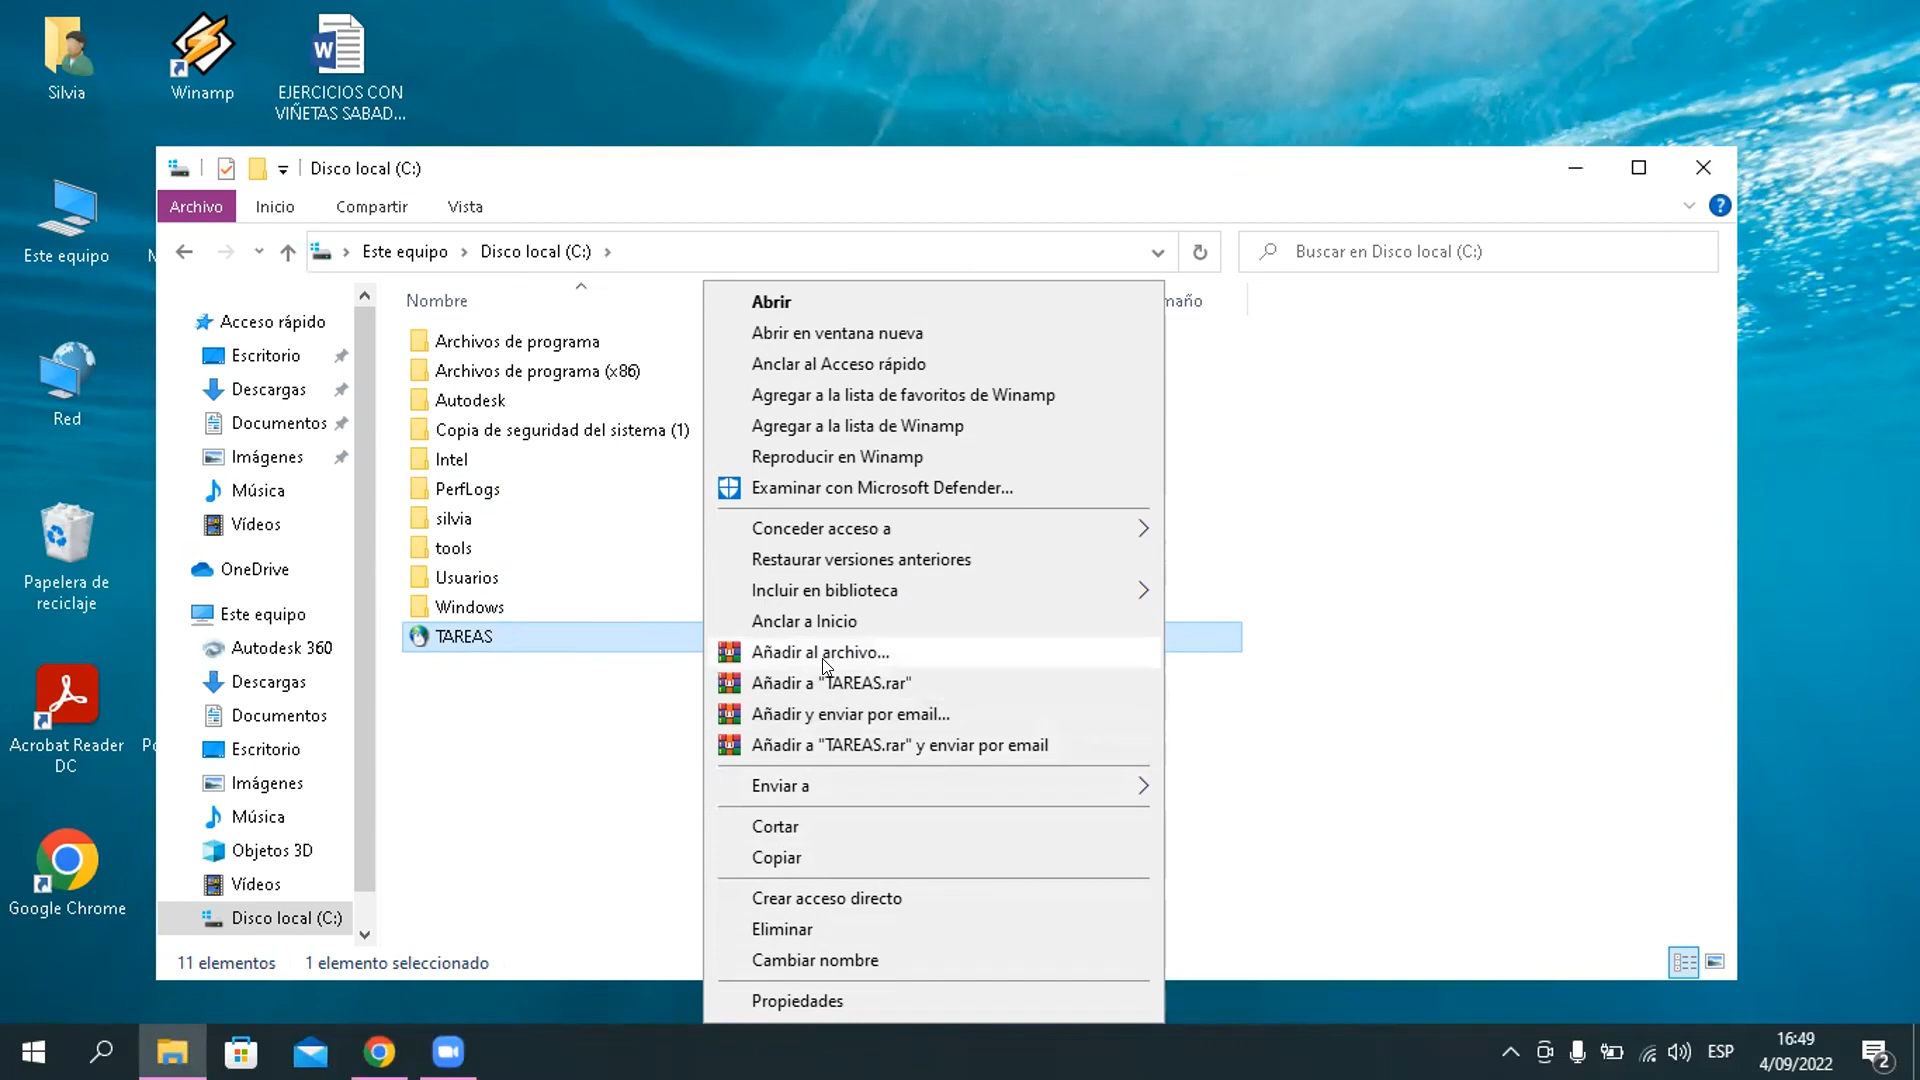 Silvia
Winamp
EJERCICIOS CON
VIÑETAS SABAD...
Este equipo
Red
Papelera de
reciclaje
Acrobat Reader
DC
Google Chrome
Disco local (C:)
Archivo
Inicio
Compartir
Vista
Este equipo
Disco local (C:)
Buscar en Disco local (C:)
Acceso rápido
Escritorio
Descargas
Documentos
Imágenes
Música
Vídeos
OneDrive
Este equipo
Autodesk 360
Descargas
Documentos
Escritorio
Imágenes
Música
Objetos 3D
Vídeos
Disco local (C:)
Nombre
maño
Archivos de programa
Archivos de programa (x86)
Autodesk
Copia de seguridad del sistema (1)
Intel
PerfLogs
silvia
tools
Usuarios
Windows
TAREAS
Abrir
Abrir en ventana nueva
Anclar al Acceso rápido
Agregar a la lista de favoritos de Winamp
Agregar a la lista de Winamp
Reproducir en Winamp
Examinar con Microsoft Defender...
Conceder acceso a
Restaurar versiones anteriores
Incluir en biblioteca
Anclar a Inicio
Añadir al archivo...
Añadir a "TAREAS.rar"
Añadir y enviar por email...
Añadir a "TAREAS.rar" y enviar por email
Enviar a
Cortar
Copiar
Crear acceso directo
Eliminar
Cambiar nombre
Propiedades
11 elementos
1 elemento seleccionado
ESP
16:49
4/09/2022
2